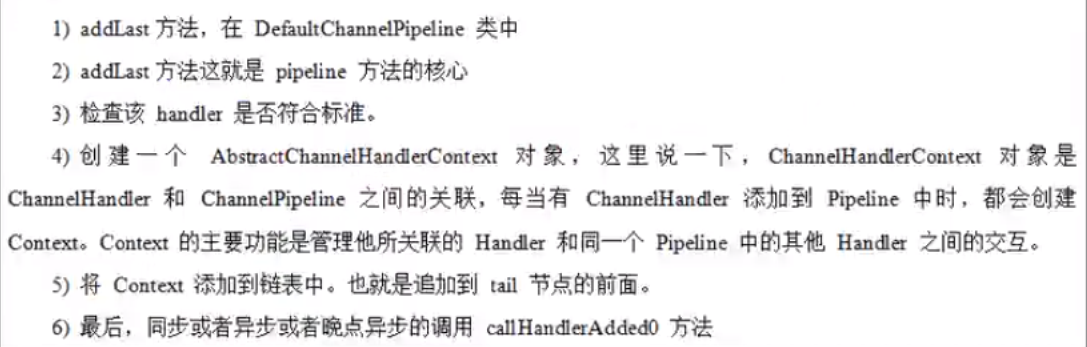 1) addLast 方法，在 DefaultChannelPipeline 类中
2) addLast 方法这就是 pipeline 方法的核心
3) 检查该 handler 是否符合标准。
4) 创建一个 AbstractChannelHandlerContext 对象，这里说一下，ChannelHandlerContext 对象是
ChannelHandler 和 ChannelPipeline 之间的关联，每当有 ChannelHandler 添加到 Pipeline 中时，都会创建
Context。Context 的主要功能是管理他所关联的 Handler 和同一个 Pipeline 中的其他 Handler 之间的交互。
5) 将 Context 添加到链表中。也就是追加到 tail 节点的前面。
6) 最后，同步或者异步或者晚点异步的调用 callHandlerAdded0 方法